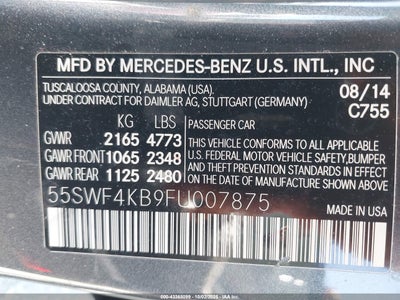 MFD BY MERCEDES-BENZ U.S. INTL., INC
TUSCALOOSA COUNTY, ALABAMA (USA). 08/14
UNDER CONTRACT FOR DAIMLER AG, STUTTGART (GERMANY) C755
KG LBS PASSENGER CAR
GVWR 2165 4773 THIS VEHICLE CONFORMS TO ALL APPLICABLE
GAWR FRONT 1065 2348 U.S. FEDERAL MOTOR VEHICLE SAFETY, BUMPER
GAWR REAR 1125 2480 AND THEFT PREVENTION STANDARDS IN EFFECT
ON THE DATE OF MANUFACTURE SHOWN ABOVE.
55SWF4KB9FU007875